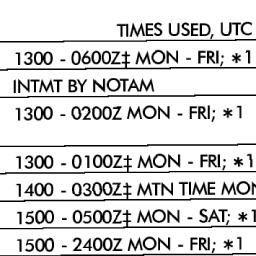 TIMES USED, UTC
1300 - 0600Z‡ MON - FRI; ∗1
INTMT BY NOTAM
1300 - 0200Z MON - FRI; ∗1
1300 - 0100Z‡ MON - FRI; ∗1
1400 - 0300Z‡ MTN TIME MON
1500 - 0500Z‡ MON - SAT; ∗1
1500 - 2400Z MON - FRI; ∗1